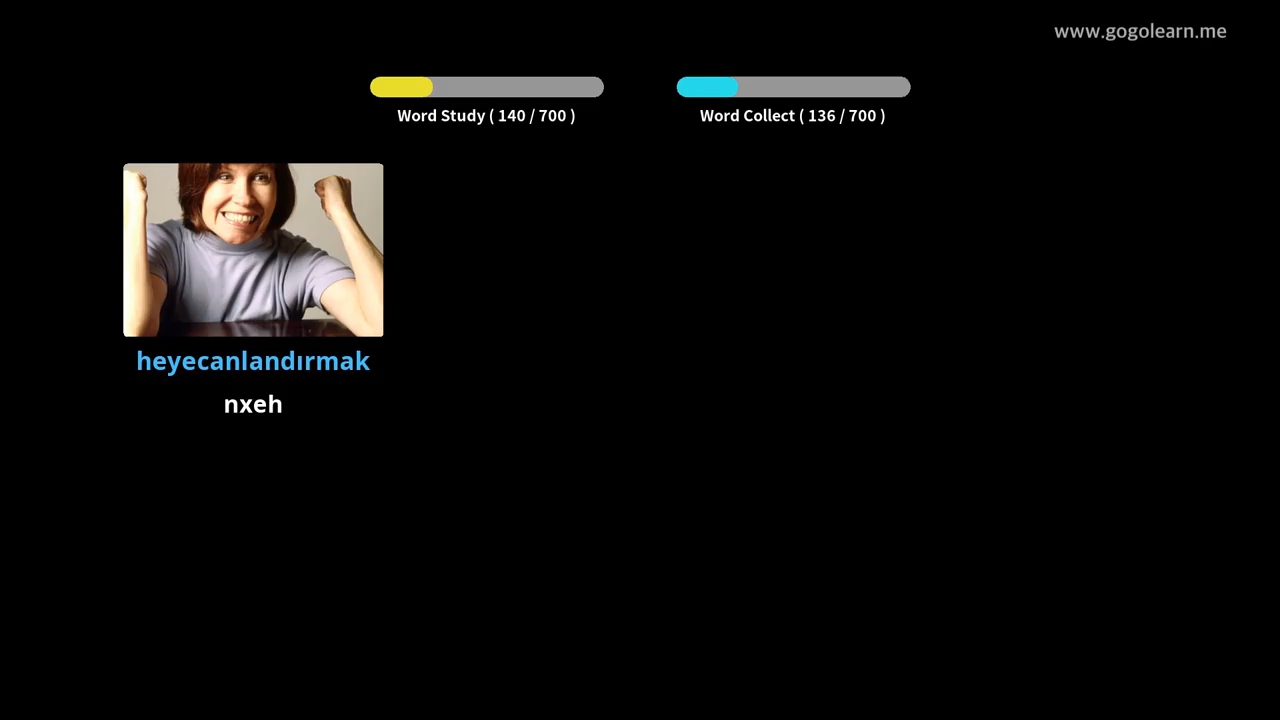 www.gogolearn.me
Word Study ( 140 / 700 )
Word Collect ( 136 / 700 )
heyecanlandırmak
nxeh